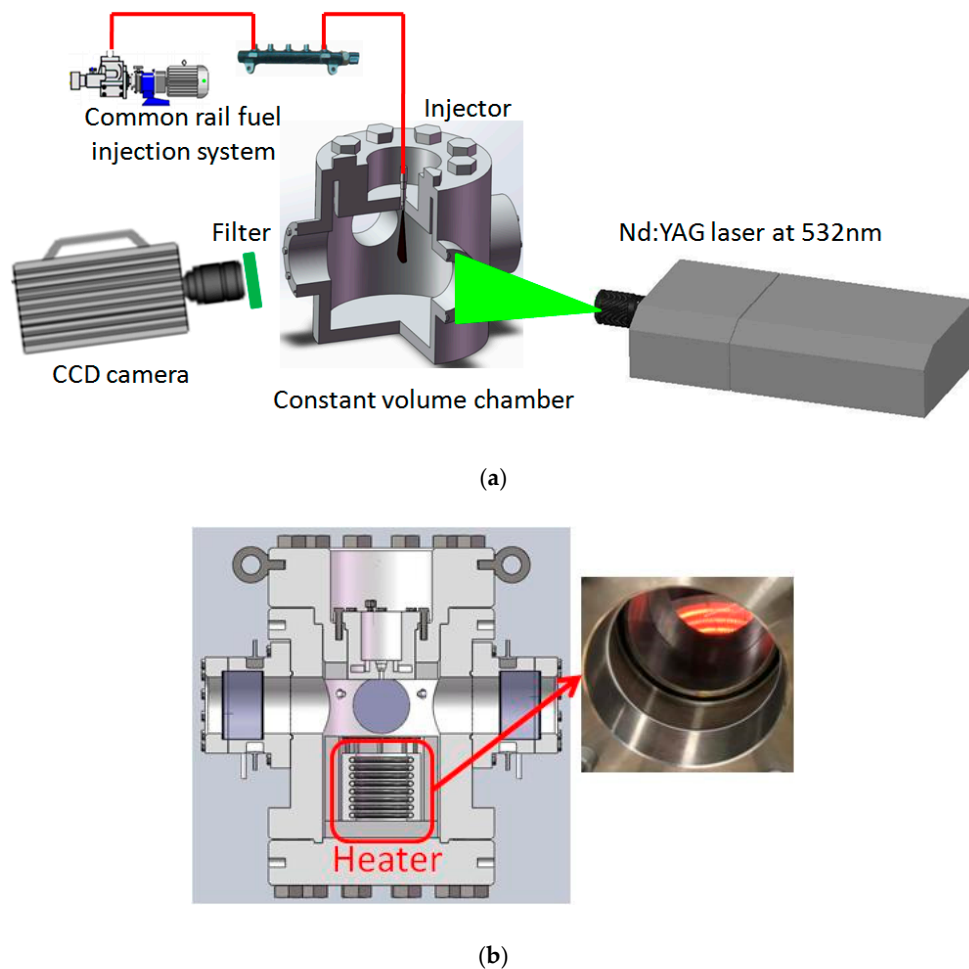 Common rail fuel
injection system
Injector
Filter
Nd:YAG laser at 532nm
CCD camera
Constant volume chamber
(a)
Heater
(b)